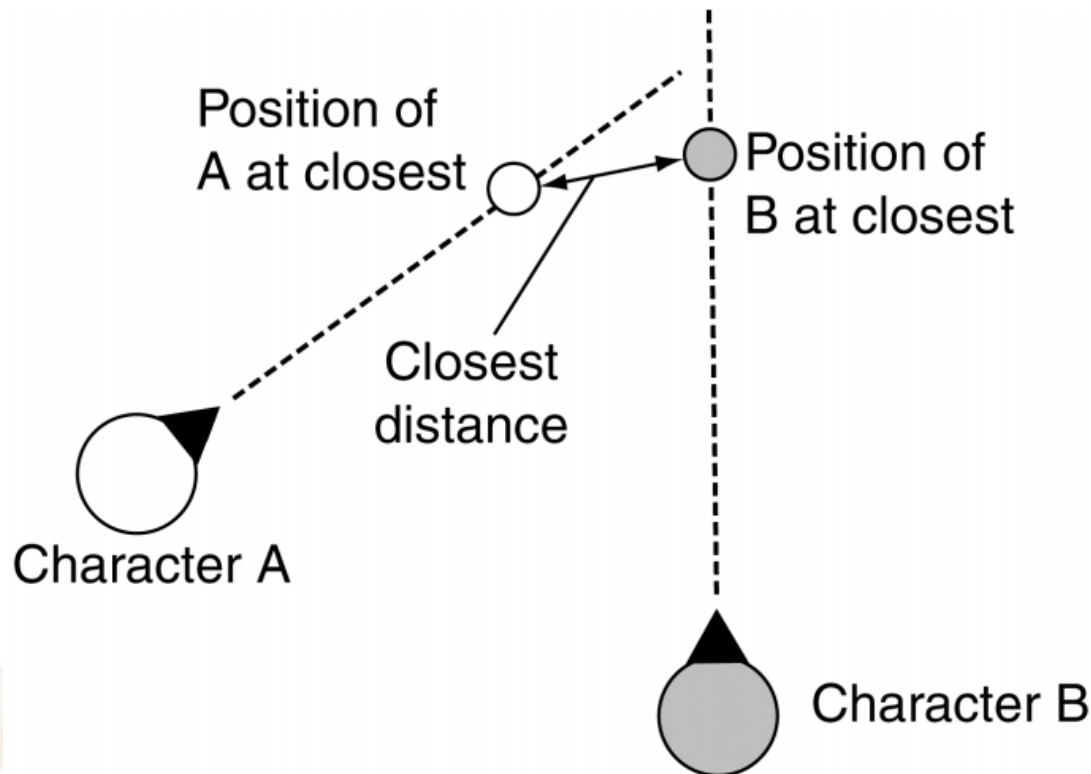 Position of
A at closest
Position of
B at closest
Closest
distance
Character A
Character B